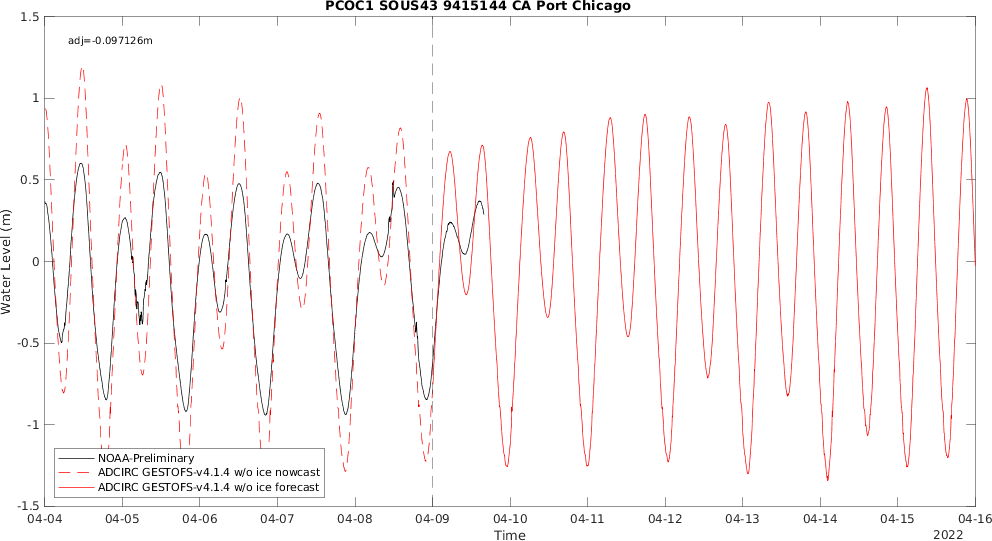 PCOC1 SOUS43 9415144 CA Port Chicago
adj=-0.097126m
1.5
1
0.5
0
-0.5
-1
-1.5
Water Level (m)
NOAA-Preliminary
ADCIRC GESTOFS-v4.1.4 w/o ice nowcast
ADCIRC GESTOFS-v4.1.4 w/o ice forecast
04-04 04-05 04-06 04-07 04-08 04-09 04-10 04-11 04-12 04-13 04-14 04-15 04-16
Time
2022